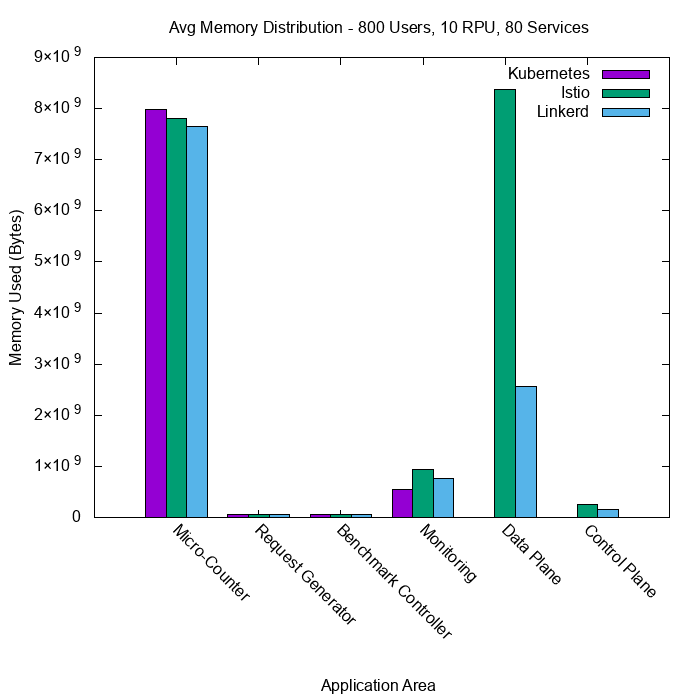 Avg Memory Distribution - 800 Users, 10 RPU, 80 Services
Kubernetes
Istio
Linkerd
Memory Used (Bytes)
9×10⁹
8×10⁹
7×10⁹
6×10⁹
5×10⁹
4×10⁹
3×10⁹
2×10⁹
1×10⁹
0
Micro-Counter
Request Generator
Benchmark Controller
Monitoring
Data Plane
Control Plane
Application Area